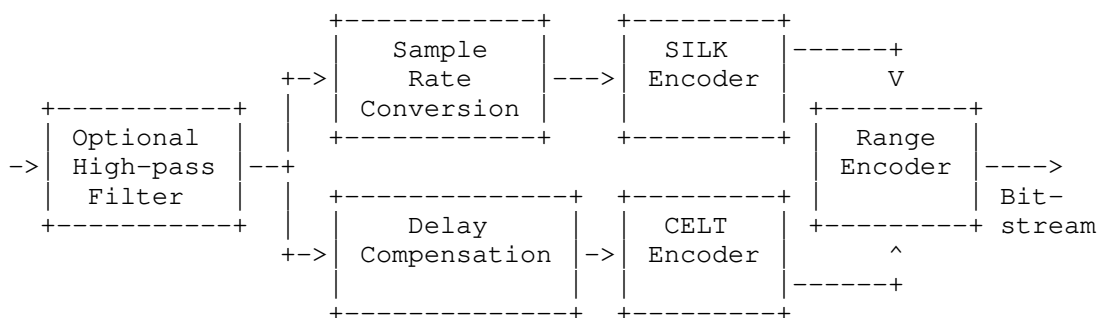 Sample
Rate
Conversion
SILK
Encoder
V
Optional
High-pass
Filter
Range
Encoder
Bit-
stream
Delay
Compensation
CELT
Encoder
^